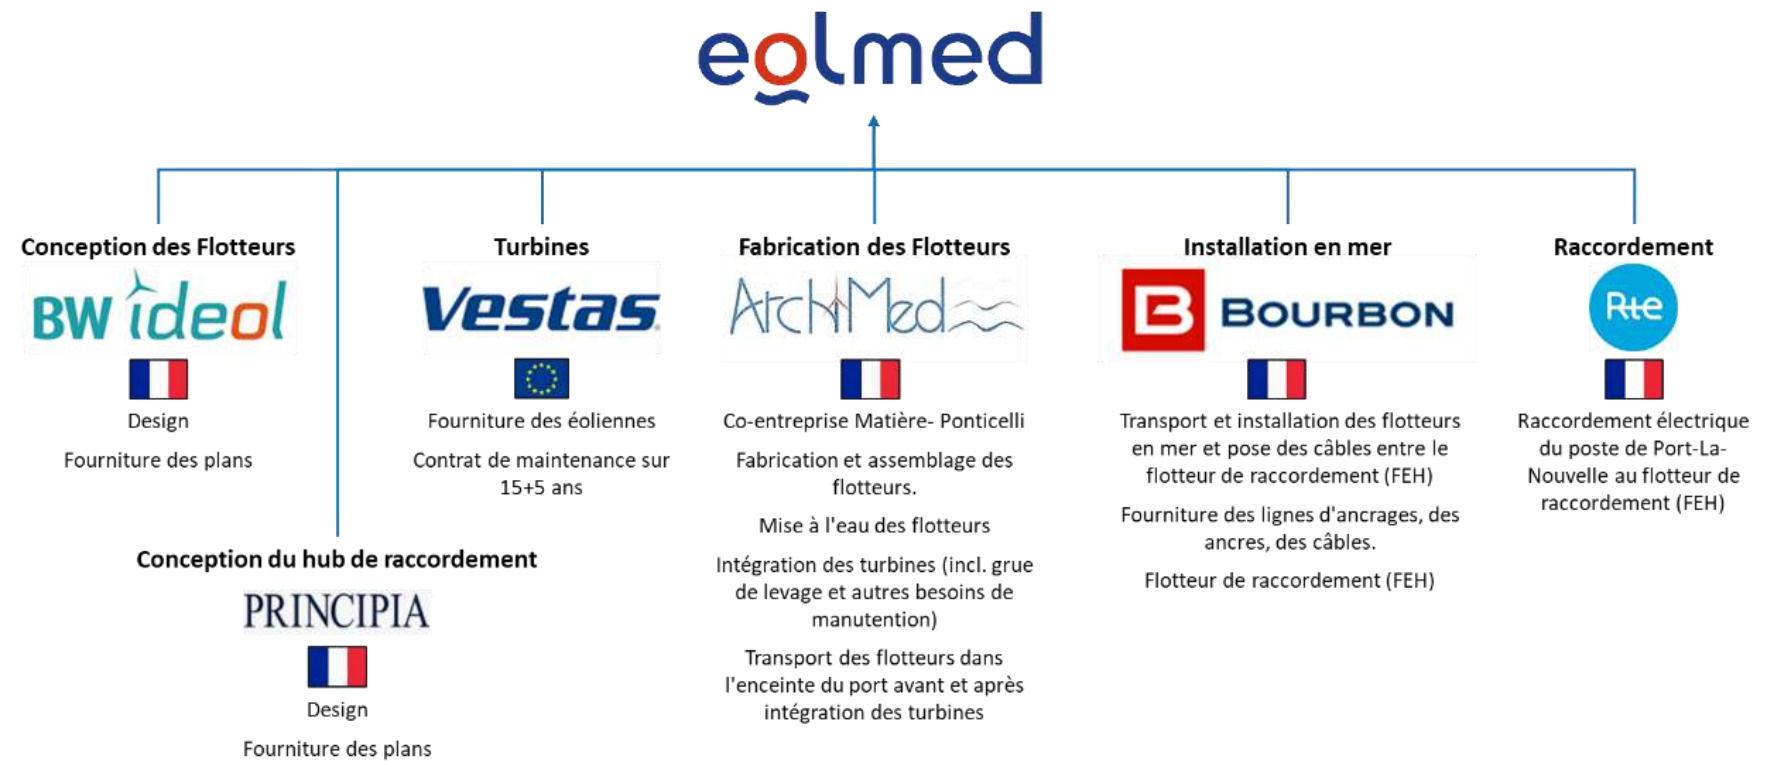 eolmed
Conception des Flotteurs
BW ideol
Design
Fourniture des plans
Conception du hub de raccordement
PRINCIPIA
Design
Fourniture des plans
Turbines
Vestas
Fourniture des éoliennes
Contrat de maintenance sur
15+5 ans
Fabrication des Flotteurs
ArchiMed
Co-entreprise Matière- Ponticelli
Fabrication et assemblage des
flotteurs.
Mise à l'eau des flotteurs
Intégration des turbines (incl. grue
de levage et autres besoins de
manutention)
Transport des flotteurs dans
l'enceinte du port avant et après
intégration des turbines
Installation en mer
B BOURBON
Transport et installation des flotteurs
en mer et pose des câbles entre le
flotteur de raccordement (FEH)
Fourniture des lignes d'ancrages, des
ancres, des câbles.
Flotteur de raccordement (FEH)
Raccordement
Rte
Raccordement électrique
du poste de Port-La-
Nouvelle au flotteur de
raccordement (FEH)